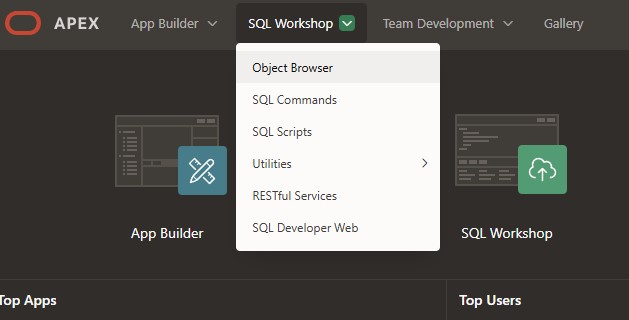 APEX App Builder SQL Workshop Team Development Gallery
Object Browser
SQL Commands
SQL Scripts
Utilities
RESTful Services
SQL Developer Web
App Builder SQL Workshop
Top Apps Top Users